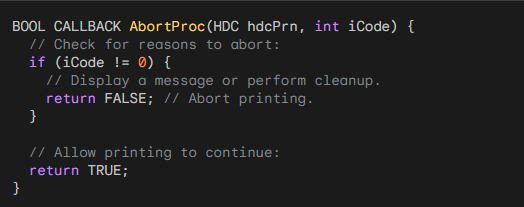 BOOL CALLBACK AbortProc(HDC hdcPrn, int iCode) {
  // Check for reasons to abort:
  if (iCode != 0) {
    // Display a message or perform cleanup.
    return FALSE; // Abort printing.
  }

  // Allow printing to continue:
  return TRUE;
}